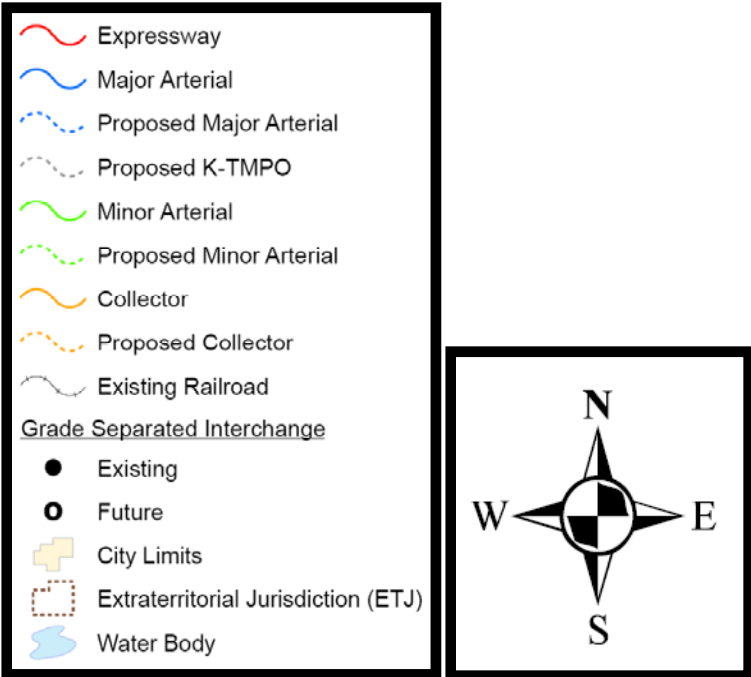 Expressway
Major Arterial
Proposed Major Arterial
Proposed K-TMPO
Minor Arterial
Proposed Minor Arterial
Collector
Proposed Collector
Existing Railroad
Grade Separated Interchange
Existing
Future
City Limits
Extraterritorial Jurisdiction (ETJ)
Water Body
N
W E
S